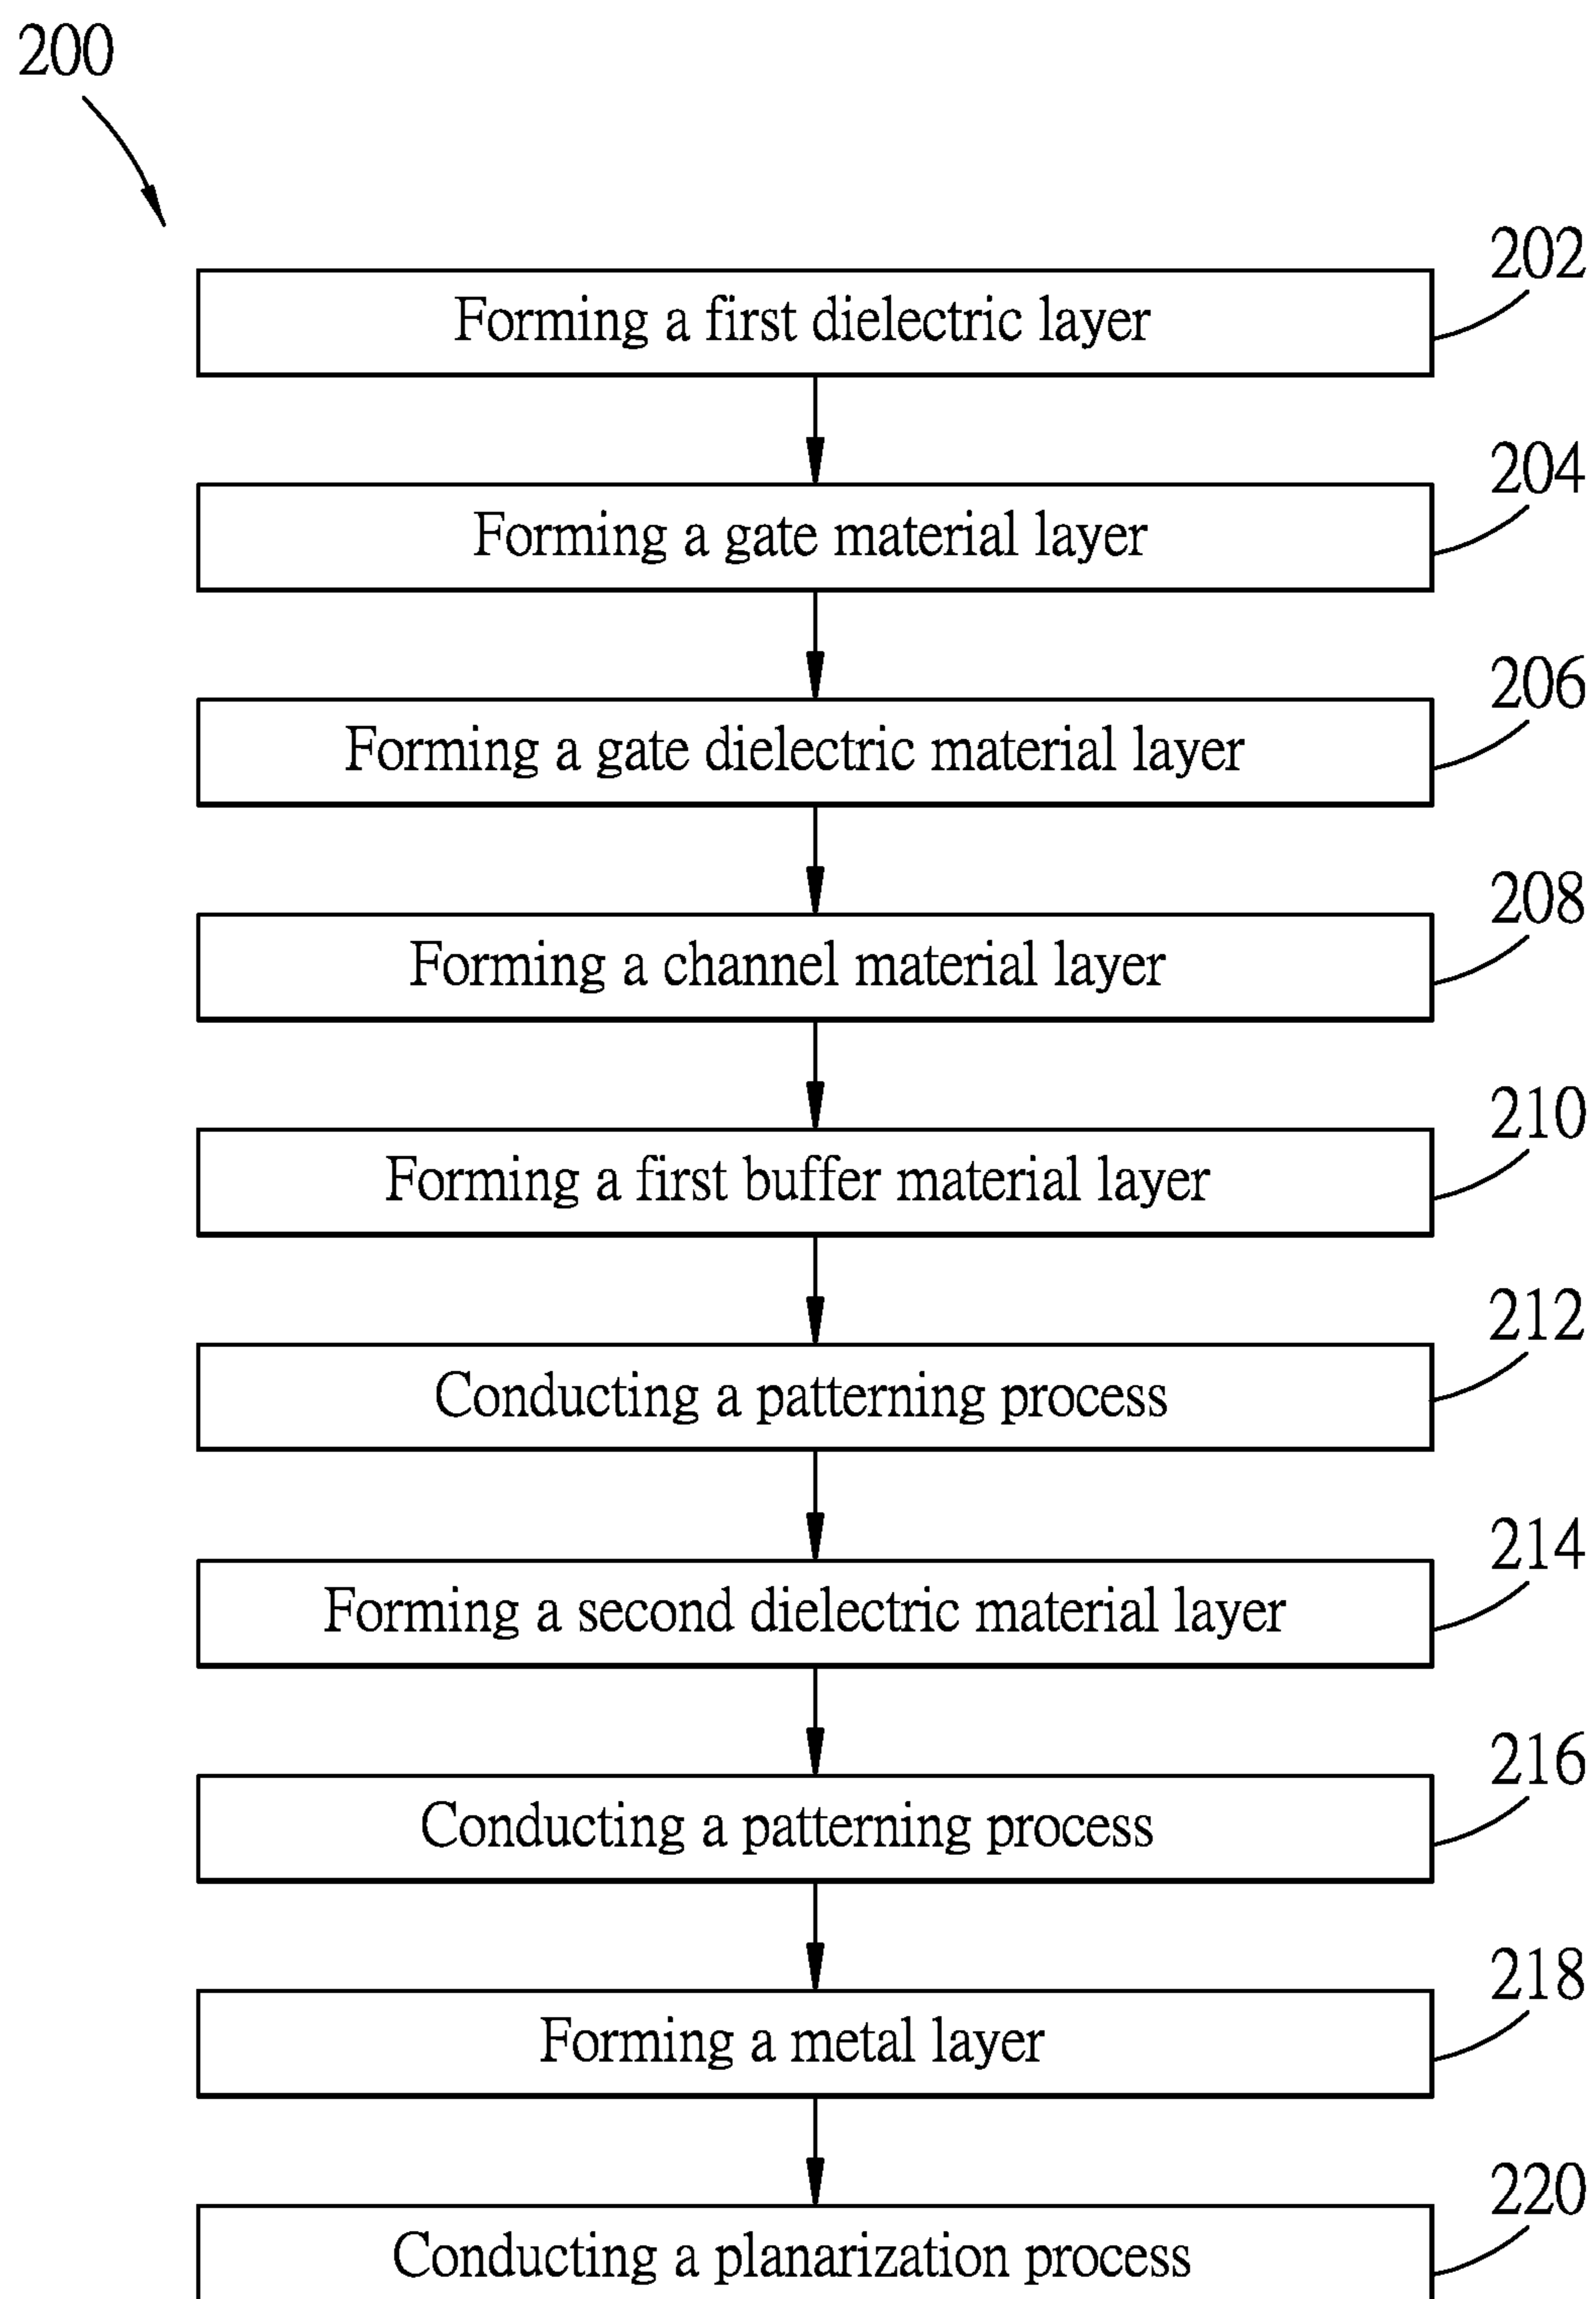 200
202
Forming a first dielectric layer
204
Forming a gate material layer
206
Forming a gate dielectric material layer
208
Forming a channel material layer
210
Forming a first buffer material layer
212
Conducting a patterning process
214
Forming a second dielectric material layer
216
Conducting a patterning process
218
Forming a metal layer
220
Conducting a planarization process